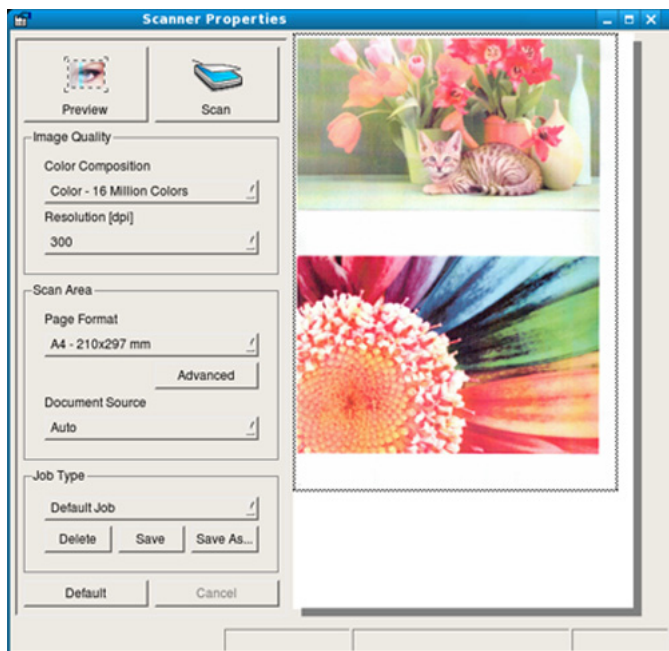 Scanner Properties
Preview Scan
Image Quality
Color Composition
Color - 16 Million Colors
Resolution [dpi]
300
Scan Area
Page Format
A4 - 210x297 mm
Advanced
Document Source
Auto
Job Type
Default Job
Delete Save Save As...
Default Cancel